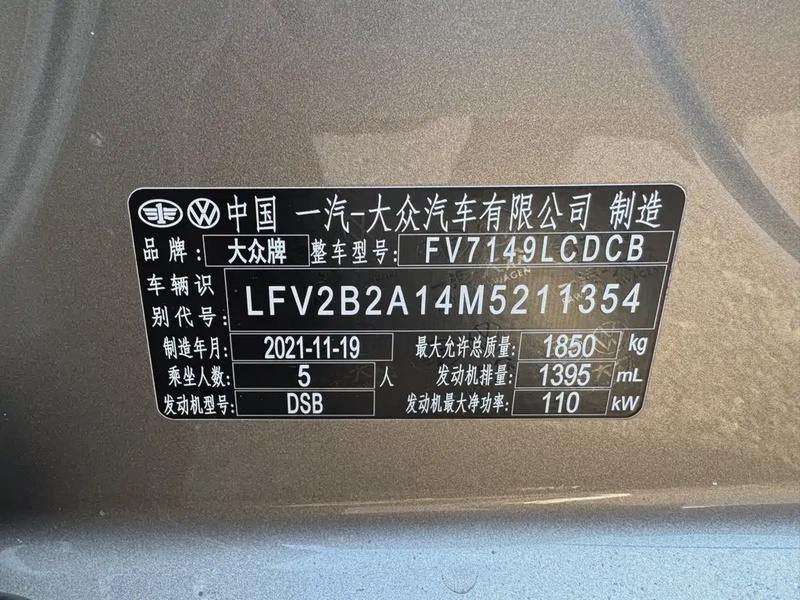 中国 一汽-大众汽车有限公司 制造
品牌: 大众牌 整车型号: FV7149LCDCB
车辆识别代号: LFV2B2A14M5211354
制造年月: 2021-11-19 最大允许总质量: 1850 kg
乘坐人数: 5 人 发动机排量: 1395 mL
发动机型号: DSB 发动机最大净功率: 110 kW